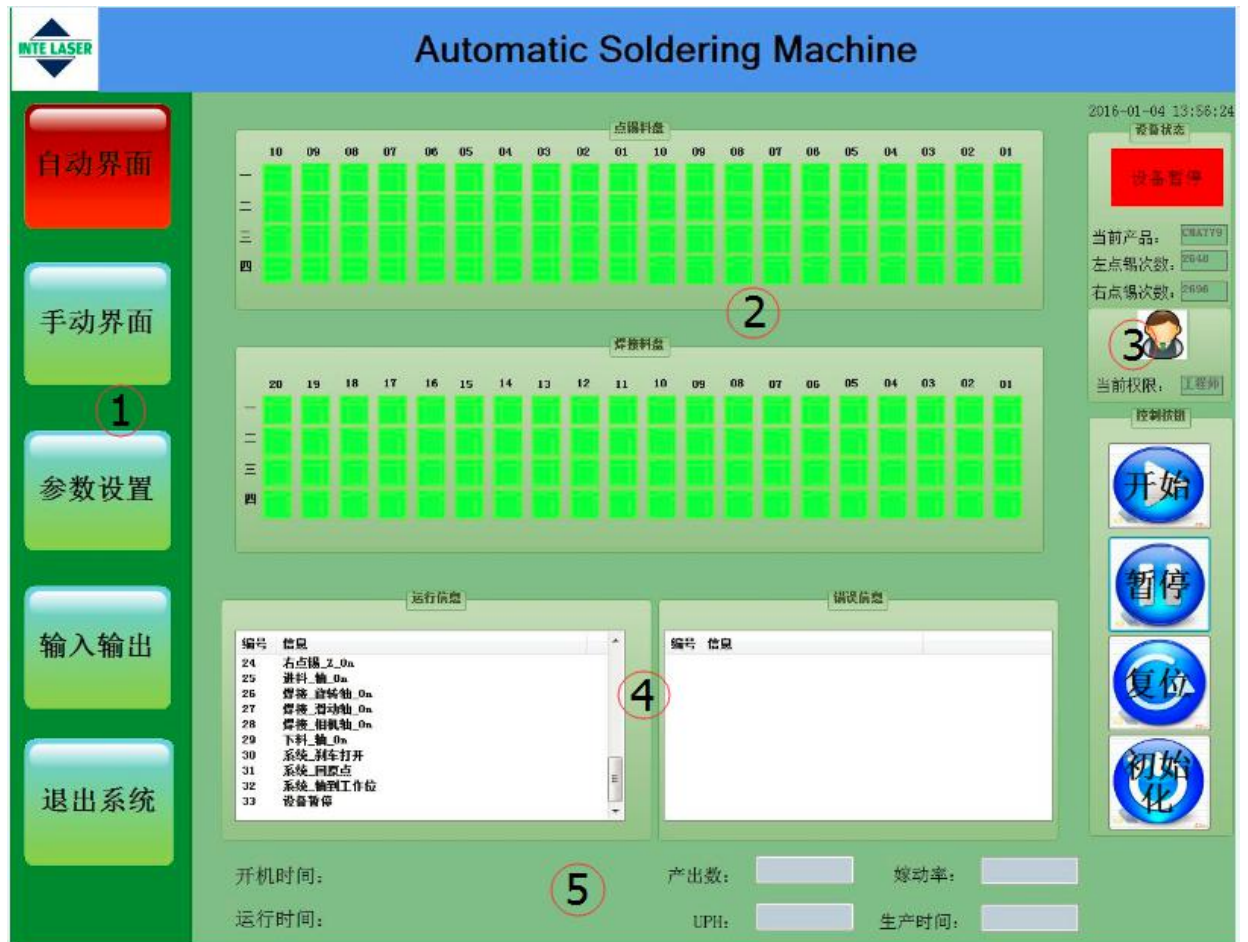 INTE LASER
Automatic Soldering Machine
2016-01-04 13:56:24
自动界面
手动界面
①
参数设置
输入输出
退出系统
点锡料盘
10 09 08 07 06 05 04 03 02 01 10 09 08 07 06 05 04 03 02 01
一
二
三
四
②
焊接料盘
20 19 18 17 16 15 14 13 12 11 10 09 08 07 06 05 04 03 02 01
一
二
三
四
运行信息
编号 信息
24 右点锡_Z_On
25 进料_轴_On
26 焊接_旋转轴_On
27 焊接_滑动轴_On
28 焊接_相机轴_On
29 下料_轴_On
30 系统_刹车打开
31 系统_回原点
32 系统_轴到工作位
33 设备暂停
④
错误信息
编号 信息
设备状态
设备暂停
当前产品:
左点锡次数: 2640
右点锡次数: 2696
③
当前权限: 工程师
控制按钮
开始
暂停
复位
初始化
开机时间:
运行时间:
⑤
产出数:
嫁动率:
UPH:
生产时间: